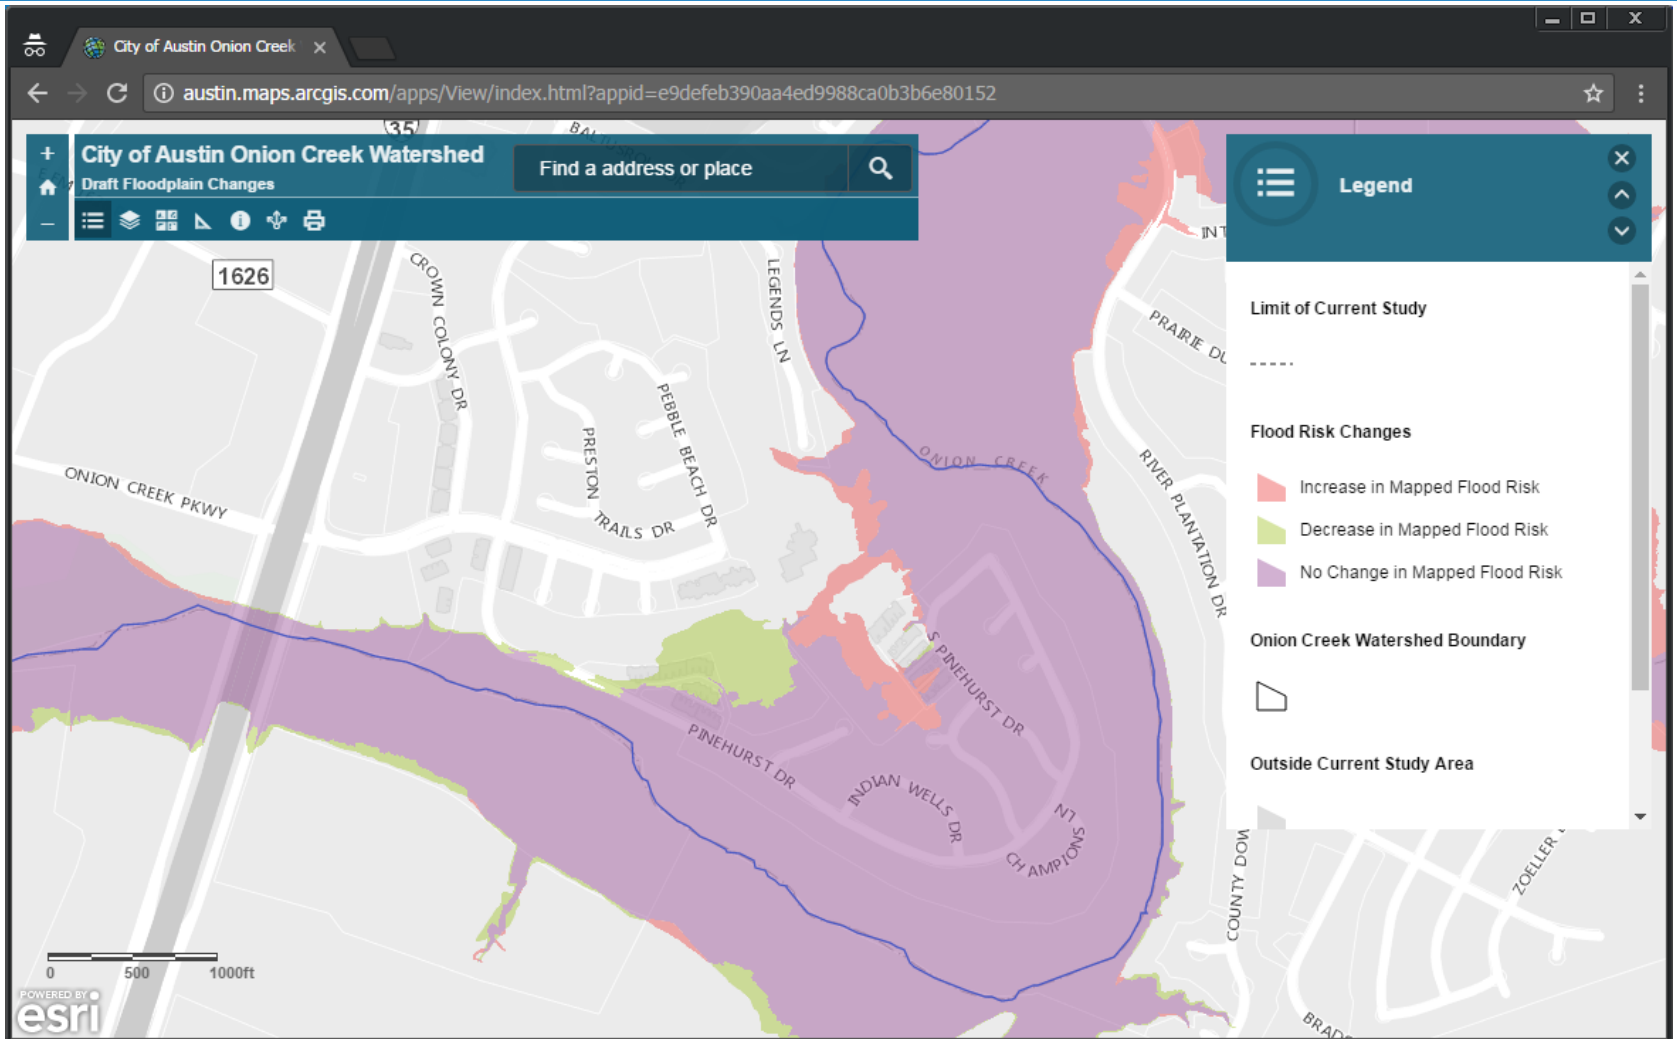 City of Austin Onion Creek
austin.maps.arcgis.com/apps/View/index.html?appid=e9defeb390aa4ed9988ca0b3b6e80152
City of Austin Onion Creek Watershed
Draft Floodplain Changes
Find a address or place
Legend
Limit of Current Study
Flood Risk Changes
Increase in Mapped Flood Risk
Decrease in Mapped Flood Risk
No Change in Mapped Flood Risk
Onion Creek Watershed Boundary
Outside Current Study Area
35
1626
CROWN COLONY DR
LEGENDS LN
PRESTON
TRAILS DR
PEBBLE BEACH DR
ONION CREEK PKWY
ONION CREEK
INT
PRAIRIE DU
RIVER PLANTATION DR
S PINEHURST DR
PINEHURST DR
INDIAN WELLS DR
CHAMPIONS LN
COUNTY DOW
ZOELLER
BRAD
0 500 1000ft
POWERED BY
esri